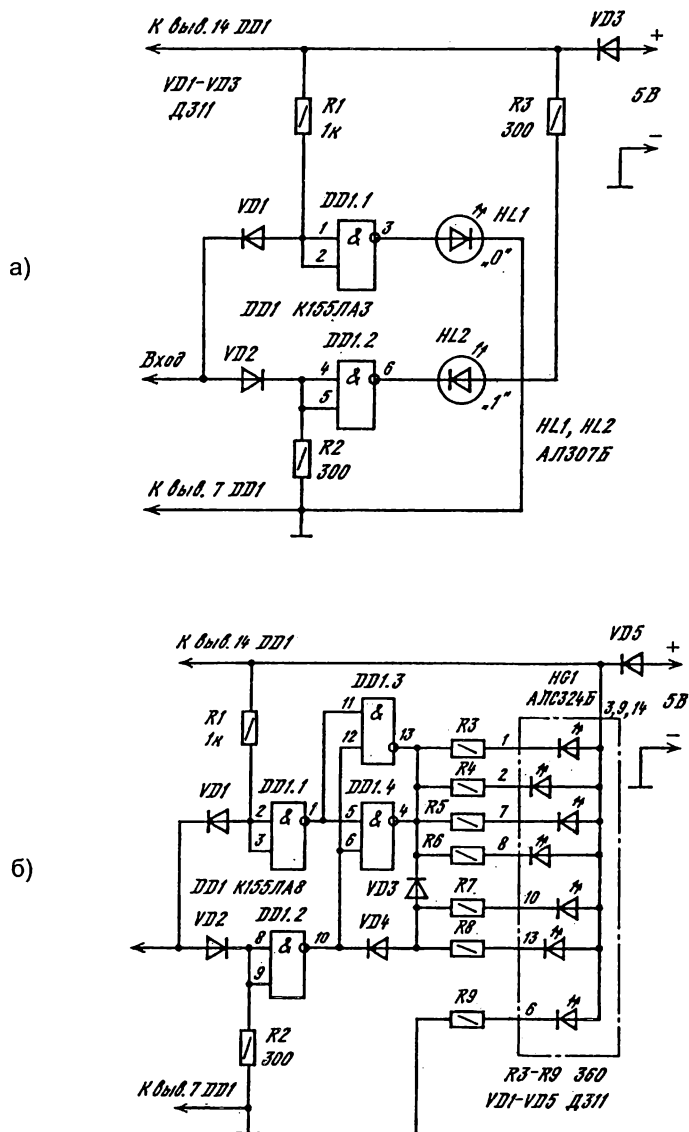 К выв. 14 DD1
VD3
+
VD1-VD3
Д311
R1
1к
R3
300
5В
-
VD1
DD1.1
1
2
&
3
HL1
„0"
а)
DD1 К155ЛА3
DD1.2
Вход
VD2
4
5
&
6
HL2
„1"
R2
300
HL1, HL2
АЛ307Б
К выв. 7 DD1
К выв. 14 DD1
VD5
+
DD1.3
HG1
АЛС324Б
3,9,14
5В
-
R1
1к
11
12
&
13
R3
1
R4
2
VD1
DD1.1
2
3
&
1
DD1.4
5
6
&
4
R5
7
R6
8
б)
DD1 К155ЛА8
VD3
R7
10
VD2
DD1.2
8
9
&
10
VD4
R8
13
R9
6
R2
300
R3-R9 360
VD1-VD5 Д311
К выв. 7 DD1